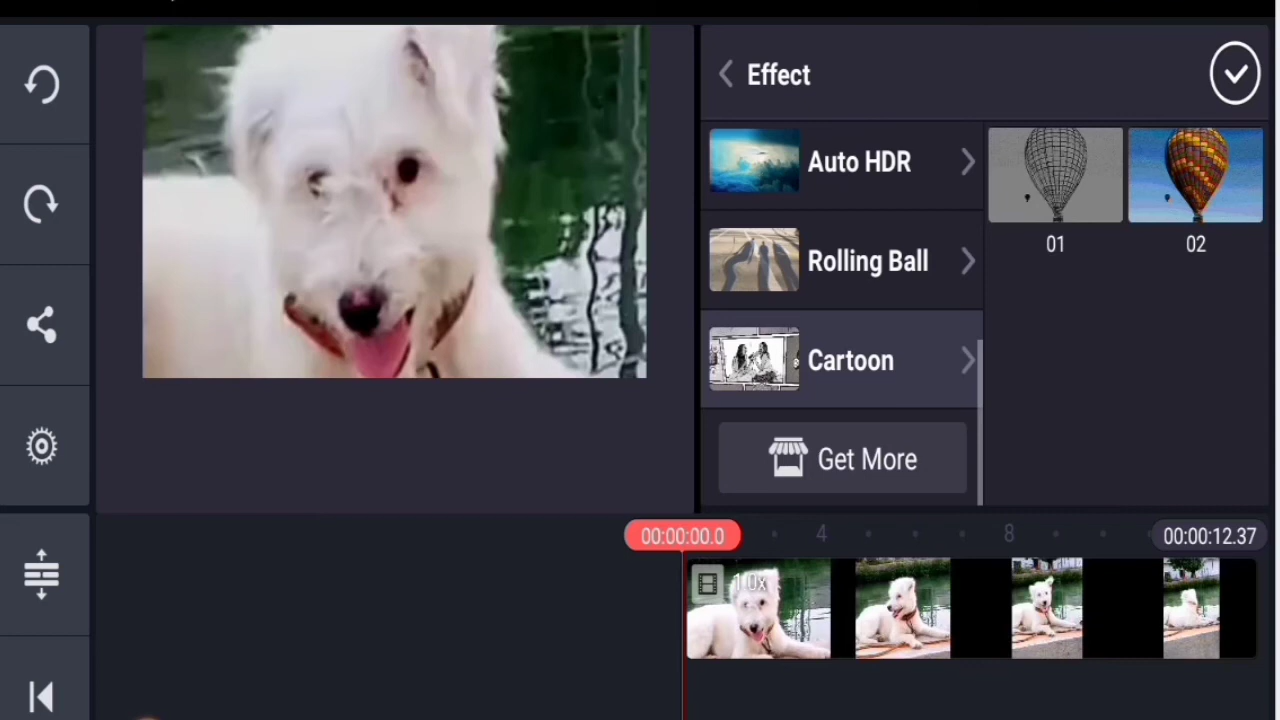 Effect
Auto HDR
01
02
Rolling Ball
Cartoon
Get More
00:00:00.0
4
8
00:00:12.37
1.0x